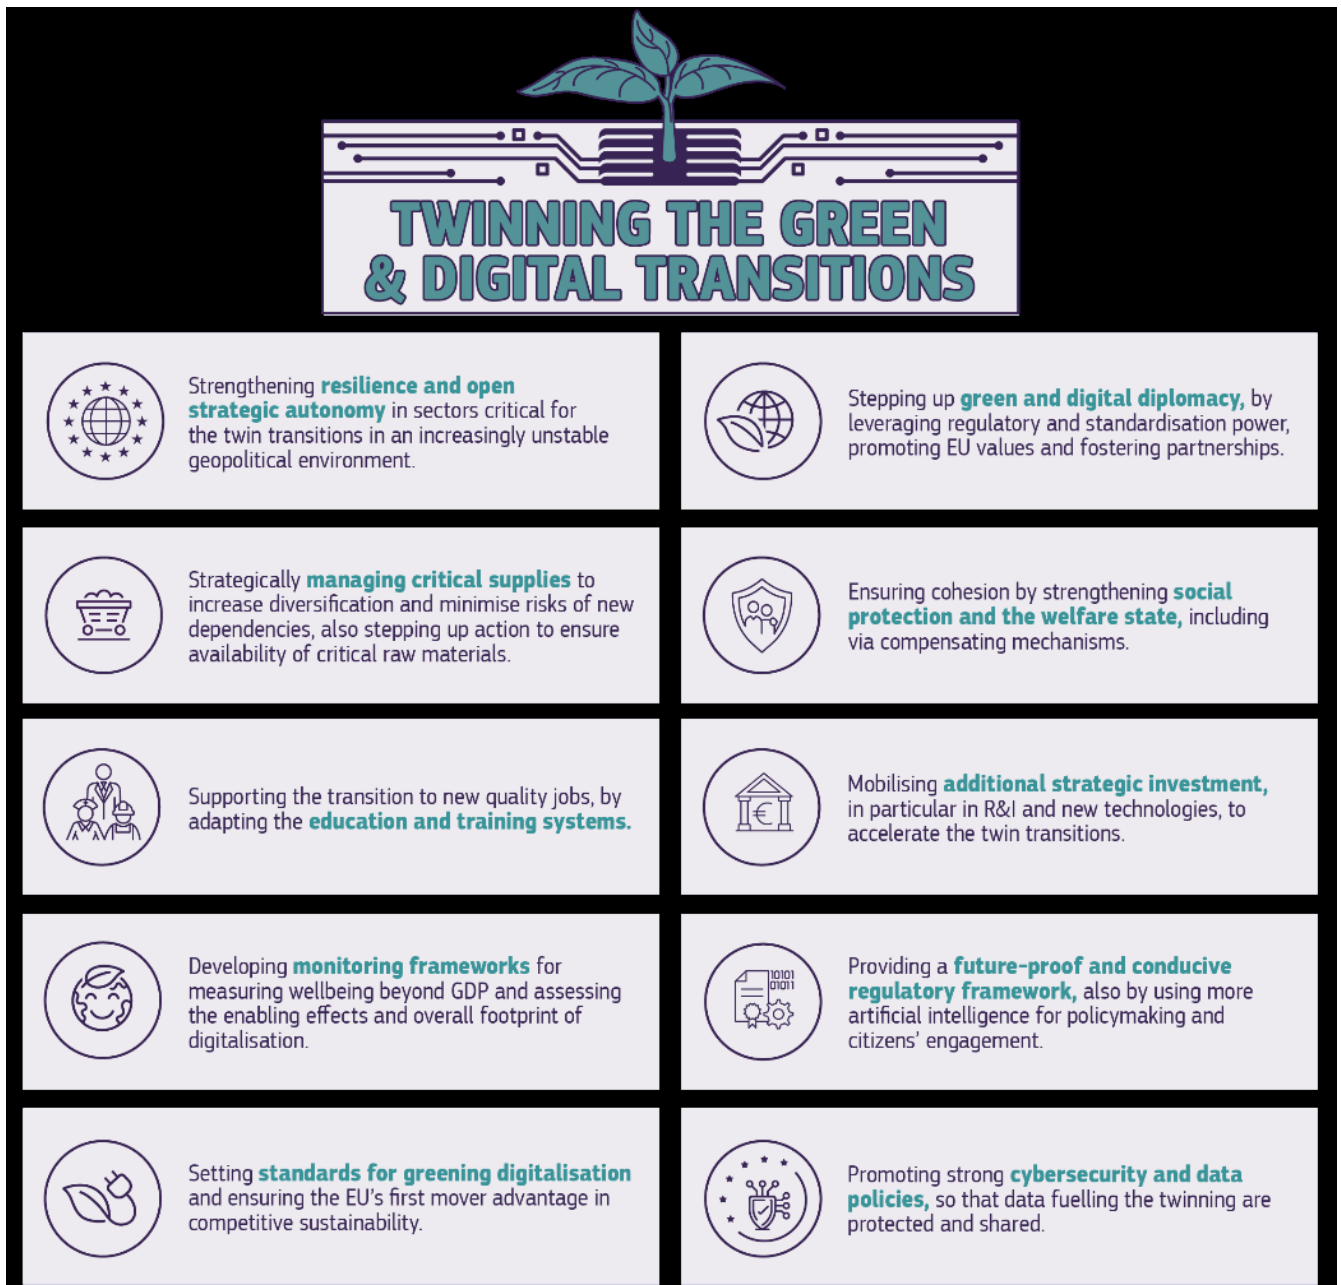 TWINNING THE GREEN
& DIGITAL TRANSITIONS
Strengthening resilience and open
strategic autonomy in sectors critical for
the twin transitions in an increasingly unstable
geopolitical environment.
Stepping up green and digital diplomacy, by
leveraging regulatory and standardisation power,
promoting EU values and fostering partnerships.
Strategically managing critical supplies to
increase diversification and minimise risks of new
dependencies, also stepping up action to ensure
availability of critical raw materials.
Ensuring cohesion by strengthening social
protection and the welfare state, including
via compensating mechanisms.
Supporting the transition to new quality jobs, by
adapting the education and training systems.
€
Mobilising additional strategic investment,
in particular in R&I and new technologies, to
accelerate the twin transitions.
Developing monitoring frameworks for
measuring wellbeing beyond GDP and assessing
the enabling effects and overall footprint of
digitalisation.
10101
01011
Providing a future-proof and conducive
regulatory framework, also by using more
artificial intelligence for policymaking and
citizens' engagement.
Setting standards for greening digitalisation
and ensuring the EU's first mover advantage in
competitive sustainability.
Promoting strong cybersecurity and data
policies, so that data fuelling the twinning are
protected and shared.